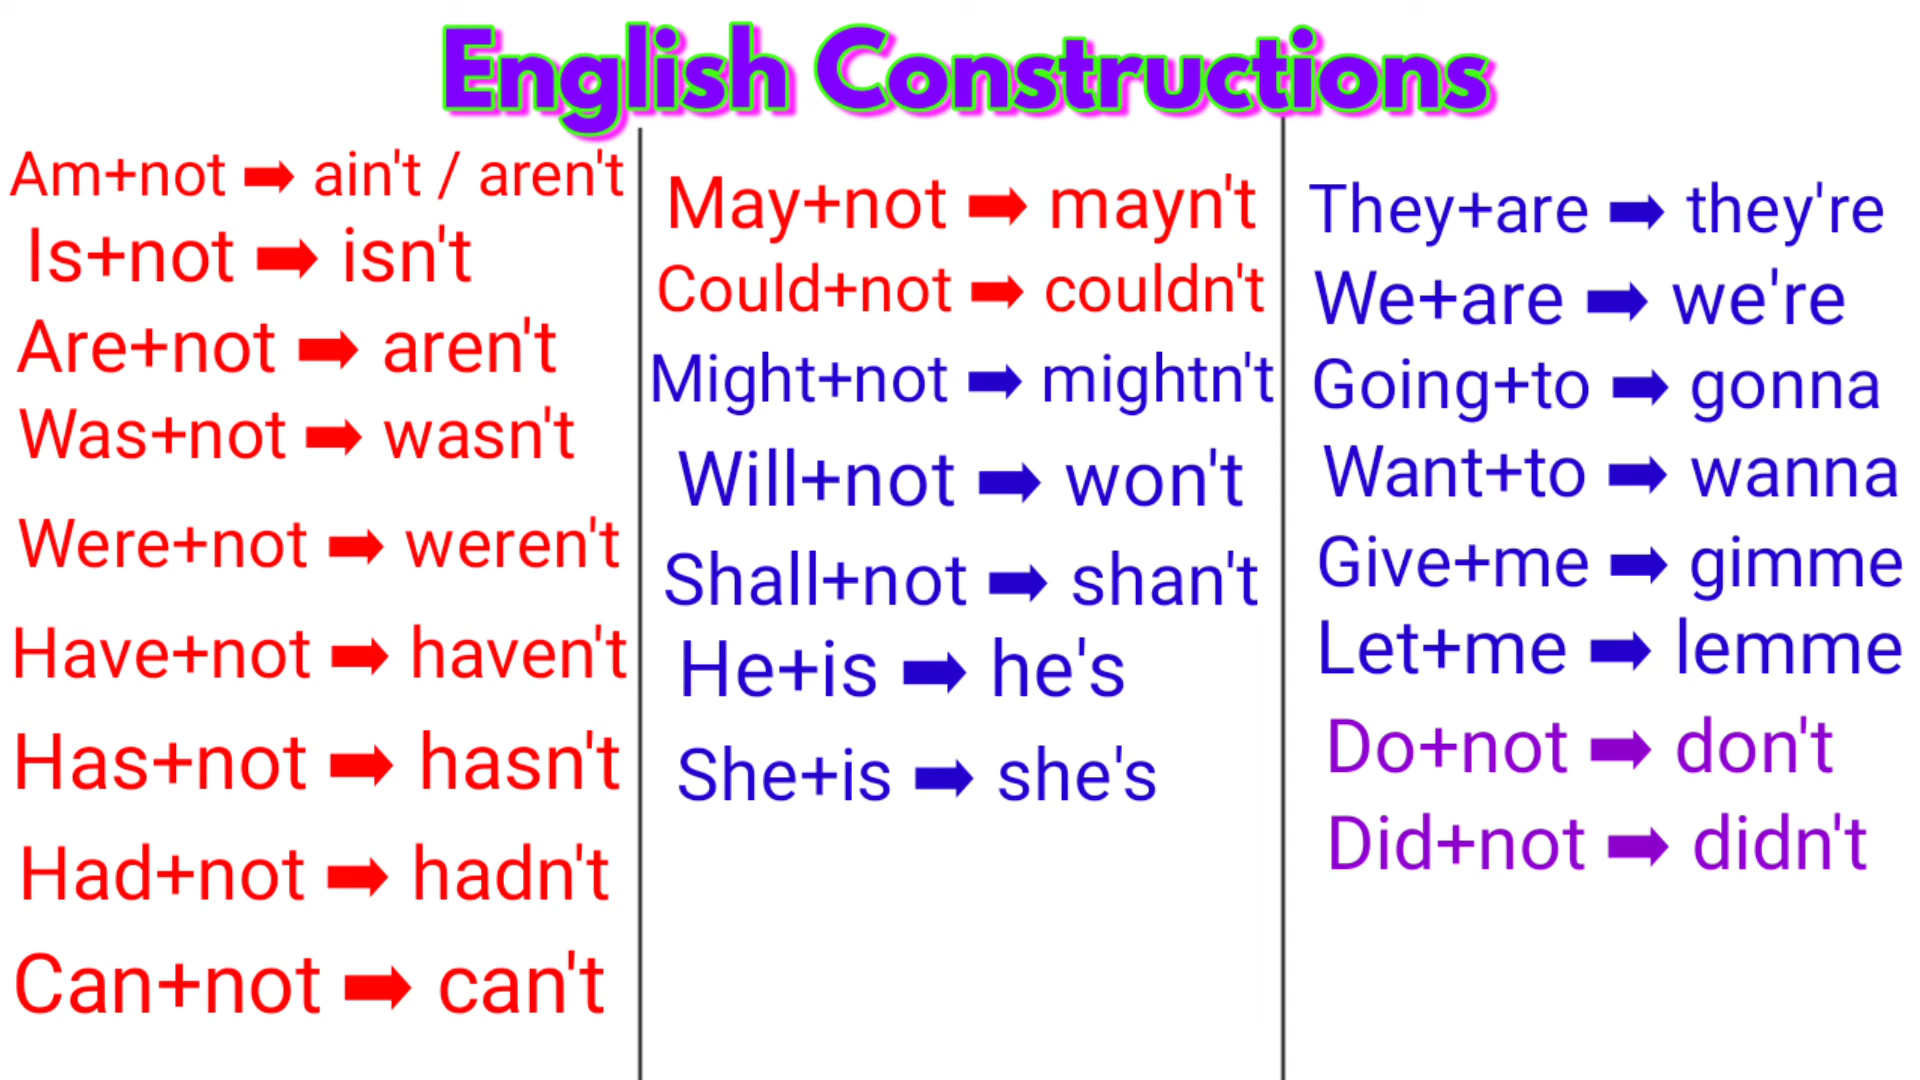 English Constructions
Am+not ➡ ain't / aren't
Is+not ➡ isn't
Are+not ➡ aren't
Was+not ➡ wasn't
Were+not ➡ weren't
Have+not ➡ haven't
Has+not ➡ hasn't
Had+not ➡ hadn't
Can+not ➡ can't
May+not ➡ mayn't
Could+not ➡ couldn't
Might+not ➡ mightn't
Will+not ➡ won't
Shall+not ➡ shan't
He+is ➡ he's
She+is ➡ she's
They+are ➡ they're
We+are ➡ we're
Going+to ➡ gonna
Want+to ➡ wanna
Give+me ➡ gimme
Let+me ➡ lemme
Do+not ➡ don't
Did+not ➡ didn't